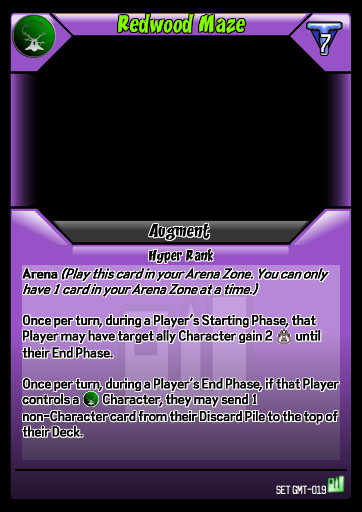 Redwood Maze
7
Augment
Hyper Rank
Arena (Play this card in your Arena Zone. You can only
have 1 card in your Arena Zone at a time.)
Once per turn, during a Player's Starting Phase, that
Player may have target ally Character gain 2 until
their End Phase.
Once per turn, during a Player's End Phase, if that Player
controls a Character, they may send 1
non-Character card from their Discard Pile to the top of
their Deck.
SET GMT-019